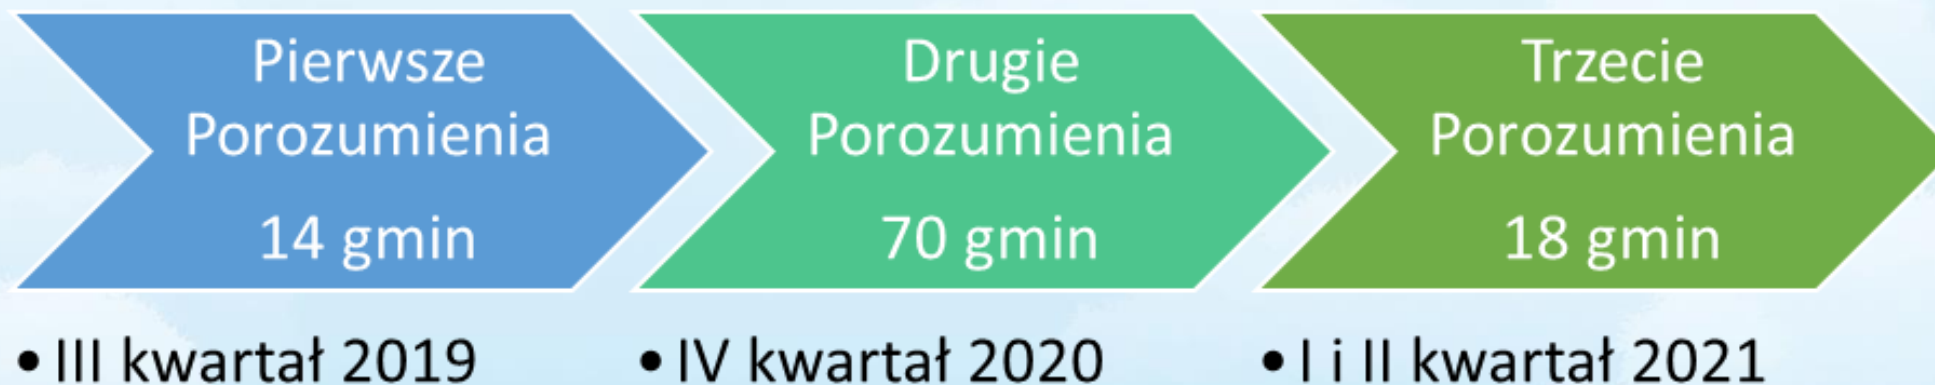 Pierwsze
Porozumienia
14 gmin
Drugie
Porozumienia
70 gmin
Trzecie
Porozumienia
18 gmin
• III kwartał 2019
• IV kwartał 2020
• I i II kwartał 2021